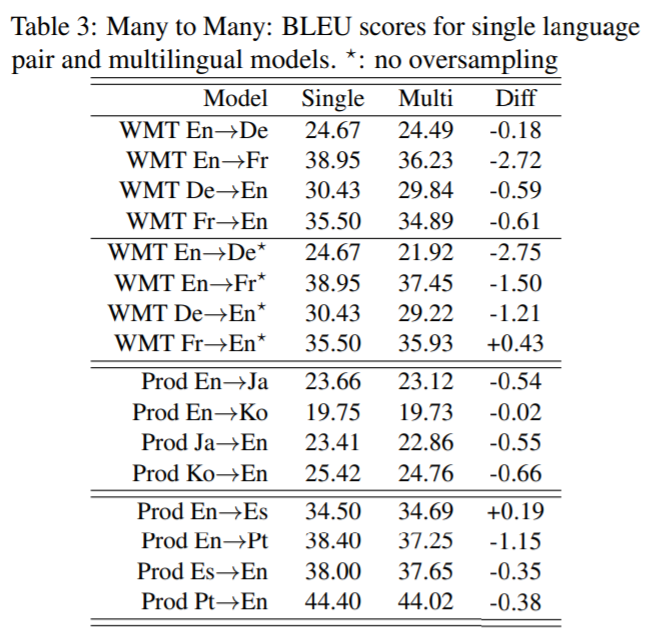 Table 3: Many to Many: BLEU scores for single language
pair and multilingual models. ⋆: no oversampling
Model Single Multi Diff
WMT En→De 24.67 24.49 -0.18
WMT En→Fr 38.95 36.23 -2.72
WMT De→En 30.43 29.84 -0.59
WMT Fr→En 35.50 34.89 -0.61
WMT En→De⋆ 24.67 21.92 -2.75
WMT En→Fr⋆ 38.95 37.45 -1.50
WMT De→En⋆ 30.43 29.22 -1.21
WMT Fr→En⋆ 35.50 35.93 +0.43
Prod En→Ja 23.66 23.12 -0.54
Prod En→Ko 19.75 19.73 -0.02
Prod Ja→En 23.41 22.86 -0.55
Prod Ko→En 25.42 24.76 -0.66
Prod En→Es 34.50 34.69 +0.19
Prod En→Pt 38.40 37.25 -1.15
Prod Es→En 38.00 37.65 -0.35
Prod Pt→En 44.40 44.02 -0.38